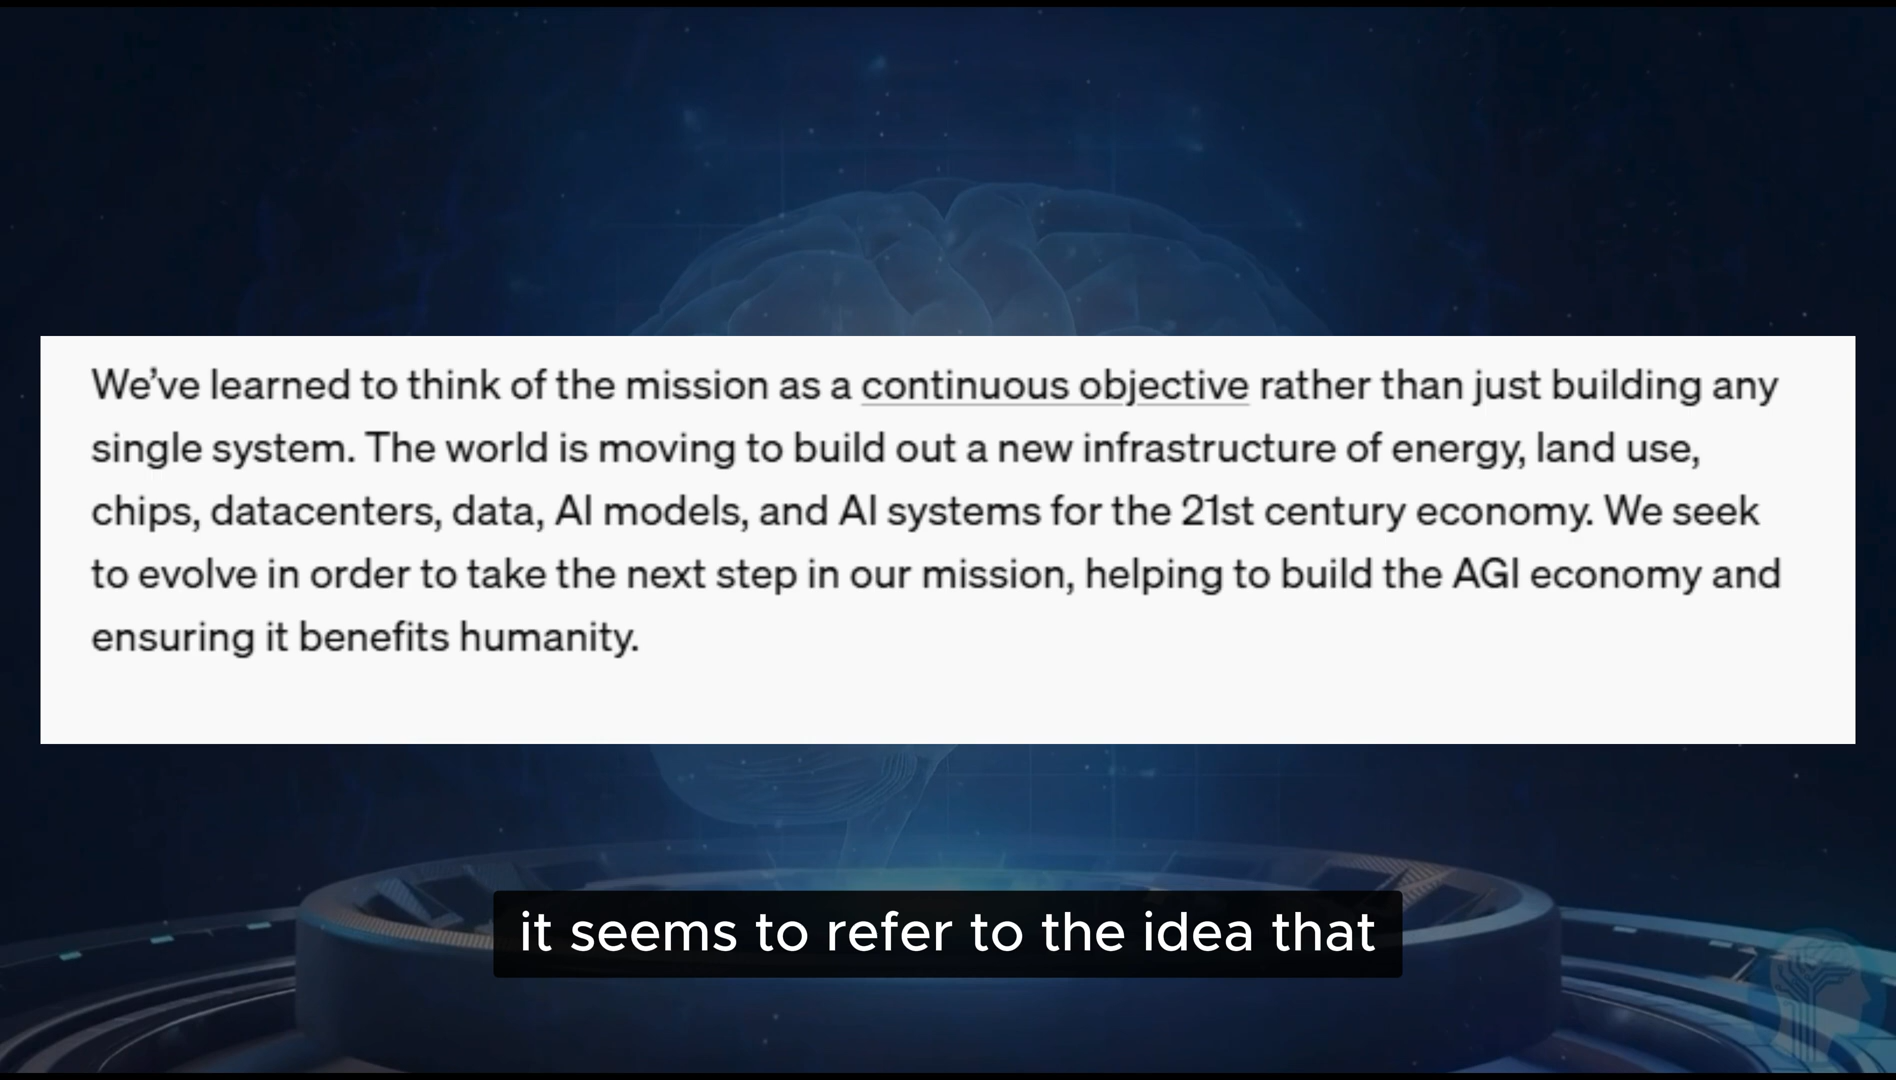 We’ve learned to think of the mission as a continuous objective rather than just building any
single system. The world is moving to build out a new infrastructure of energy, land use,
chips, datacenters, data, AI models, and AI systems for the 21st century economy. We seek
to evolve in order to take the next step in our mission, helping to build the AGI economy and
ensuring it benefits humanity.
it seems to refer to the idea that